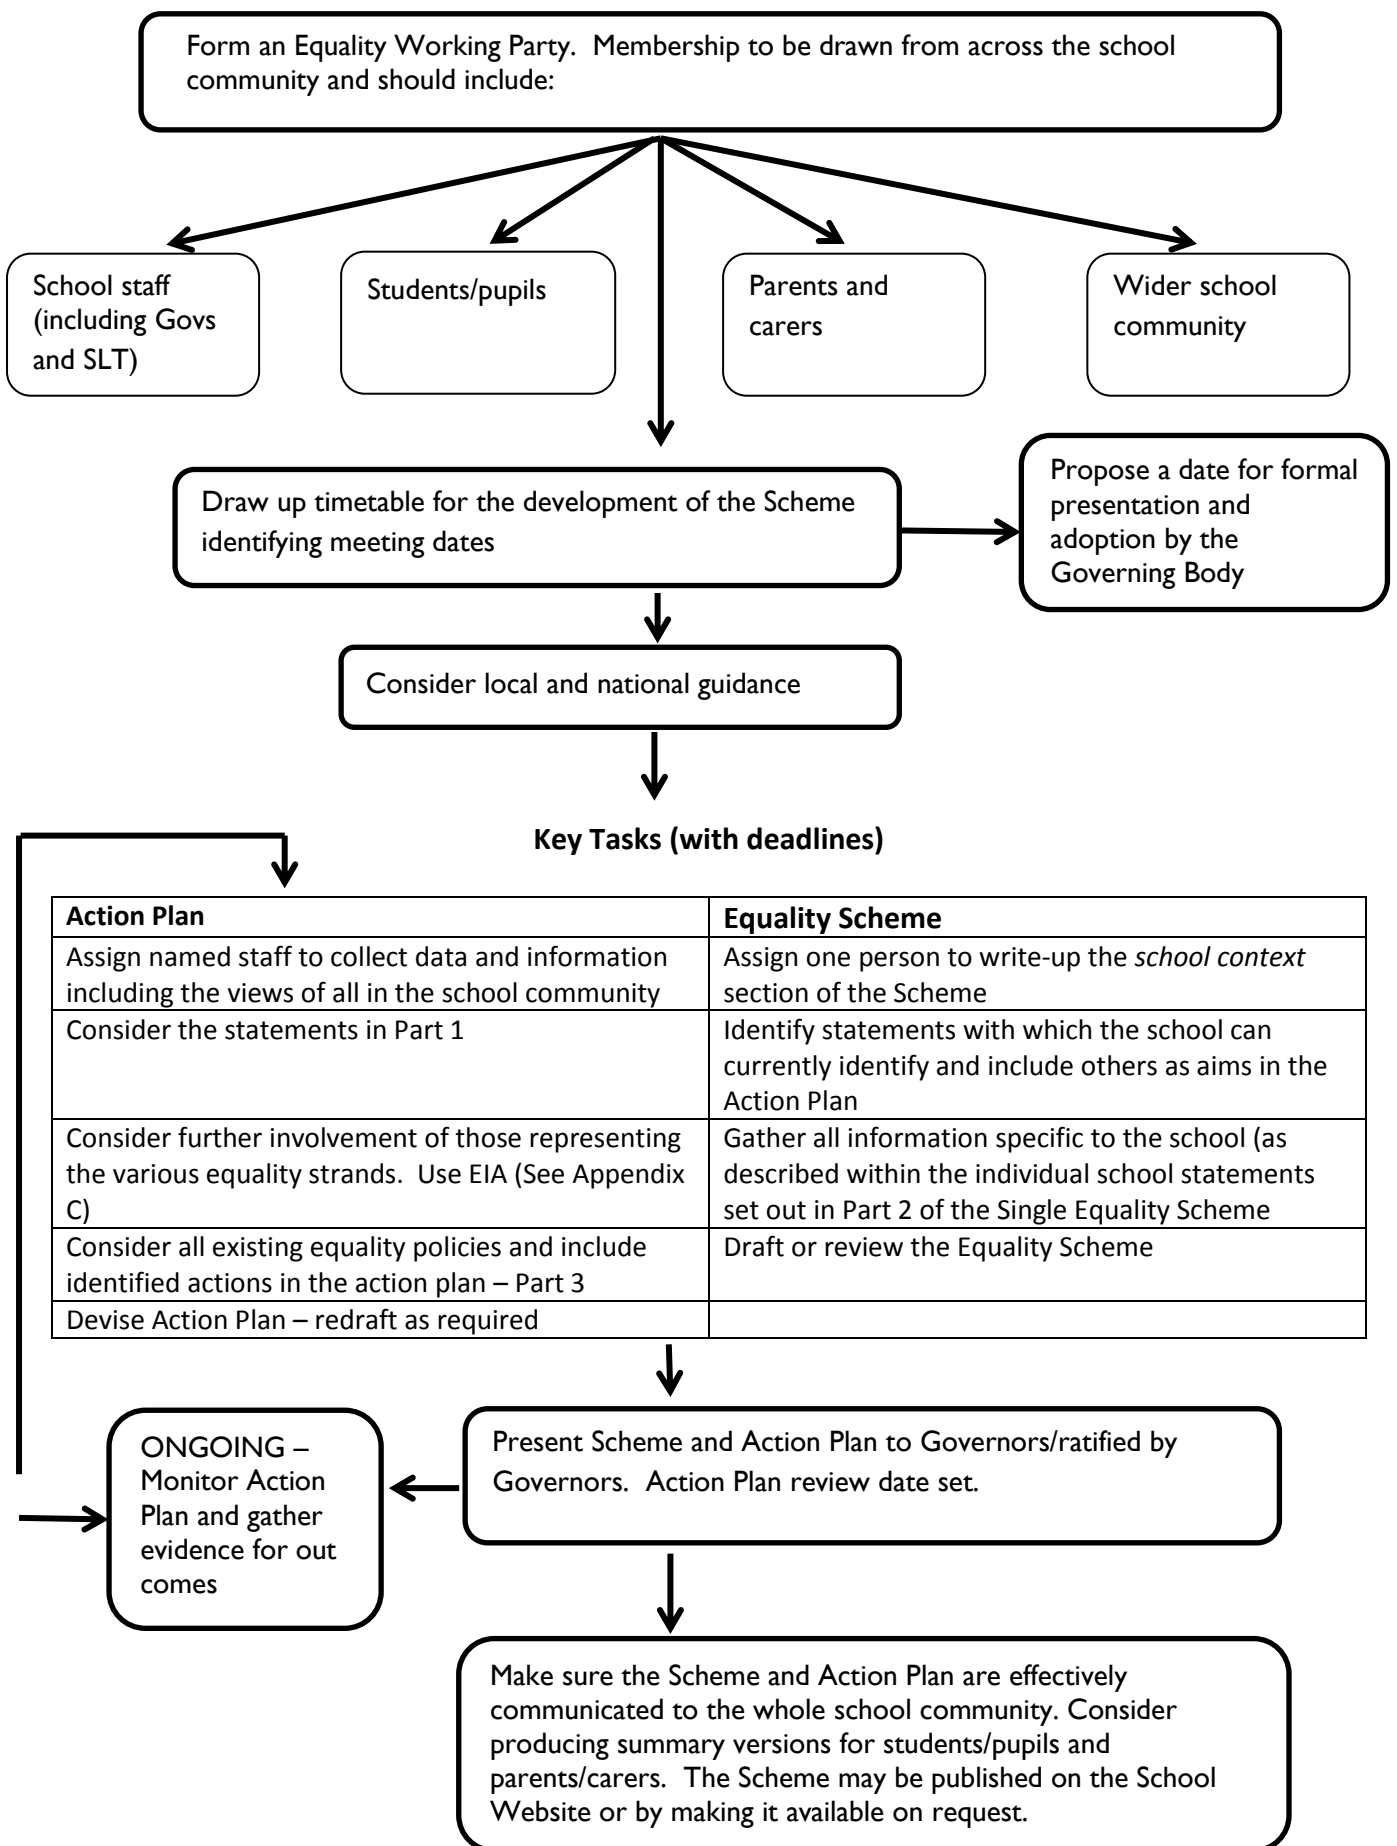 Form an Equality Working Party.  Membership to be drawn from across the school
community and should include:
School staff
(including Govs
and SLT)
Students/pupils
Parents and
carers
Wider school
community
Draw up timetable for the development of the Scheme
identifying meeting dates
Propose a date for formal
presentation and
adoption by the
Governing Body
Consider local and national guidance
Key Tasks (with deadlines)
Action Plan
Equality Scheme
Assign named staff to collect data and information
including the views of all in the school community
Assign one person to write-up the school context
section of the Scheme
Consider the statements in Part 1
Identify statements with which the school can
currently identify and include others as aims in the
Action Plan
Consider further involvement of those representing
the various equality strands.  Use EIA (See Appendix
C)
Gather all information specific to the school (as
described within the individual school statements
set out in Part 2 of the Single Equality Scheme
Consider all existing equality policies and include
identified actions in the action plan – Part 3
Draft or review the Equality Scheme
Devise Action Plan – redraft as required
ONGOING –
Monitor Action
Plan and gather
evidence for out
comes
Present Scheme and Action Plan to Governors/ratified by
Governors.  Action Plan review date set.
Make sure the Scheme and Action Plan are effectively
communicated to the whole school community. Consider
producing summary versions for students/pupils and
parents/carers.  The Scheme may be published on the School
Website or by making it available on request.